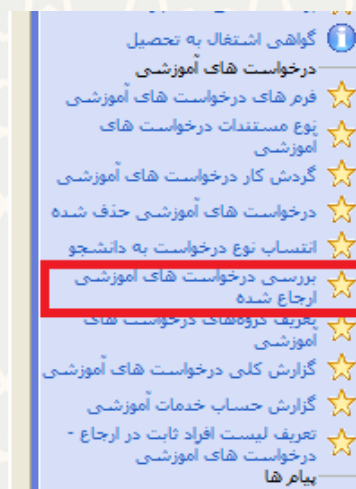 گواهی اشتغال به تحصیل
درخواست های آموزشی
فرم های درخواست های آموزشی
نوع مستندات درخواست های
آموزشی
گردش کار درخواست های آموزشی
درخواست های آموزشی حذف شده
انتساب نوع درخواست به دانشجو
بررسی درخواست های آموزشی
ارجاع شده
تعریف گروههای درخواست های
آموزشی
گزارش کلی درخواست های آموزشی
گزارش حساب خدمات آموزشی
تعریف لیست افراد ثابت در ارجاع -
درخواست های آموزشی
پیام ها